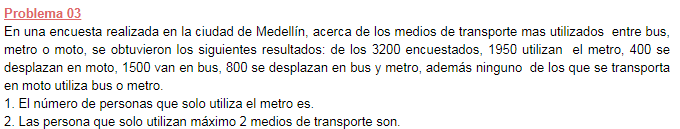 Problema 03
En una encuesta realizada en la ciudad de Medellín, acerca de los medios de transporte mas utilizados entre bus,
metro o moto, se obtuvieron los siguientes resultados: de los 3200 encuestados, 1950 utilizan el metro, 400 se
desplazan en moto, 1500 van en bus, 800 se desplazan en bus y metro, además ninguno de los que se transporta
en moto utiliza bus o metro.
1. El número de personas que solo utiliza el metro es.
2. Las persona que solo utilizan máximo 2 medios de transporte son.